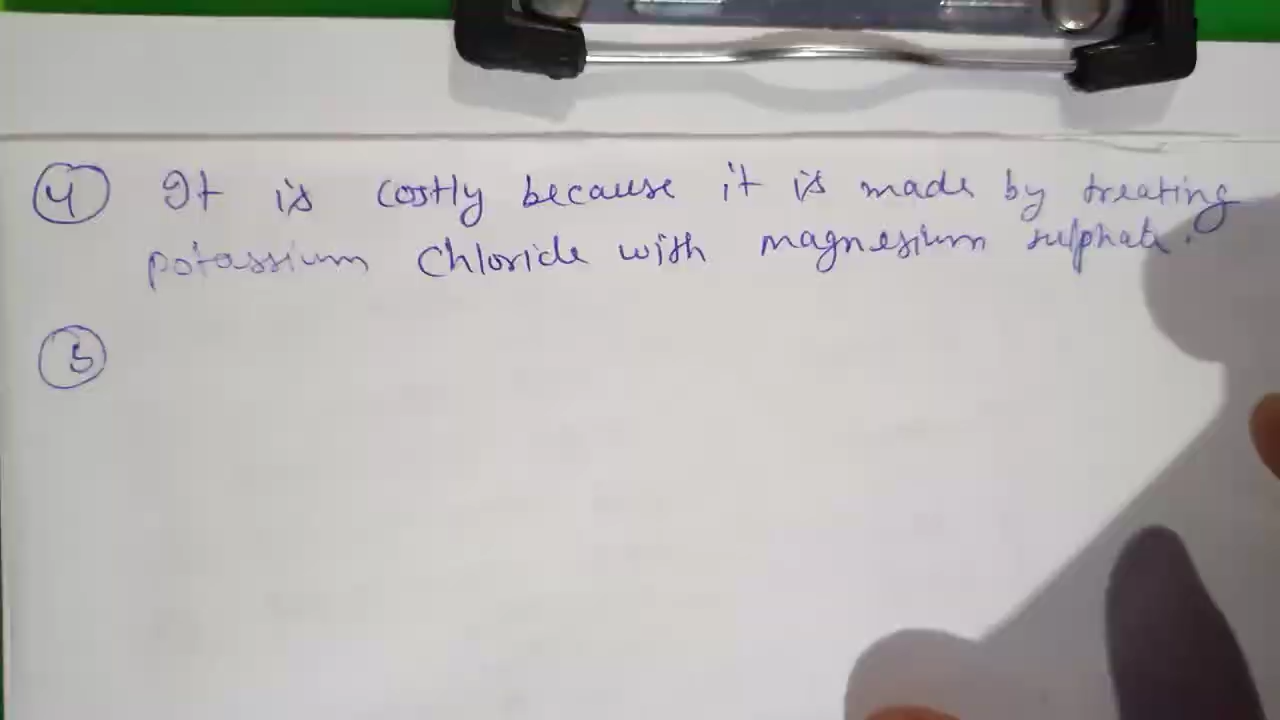 4 It is costly because it is made by treating
potassium chloride with magnesium sulphate.
5